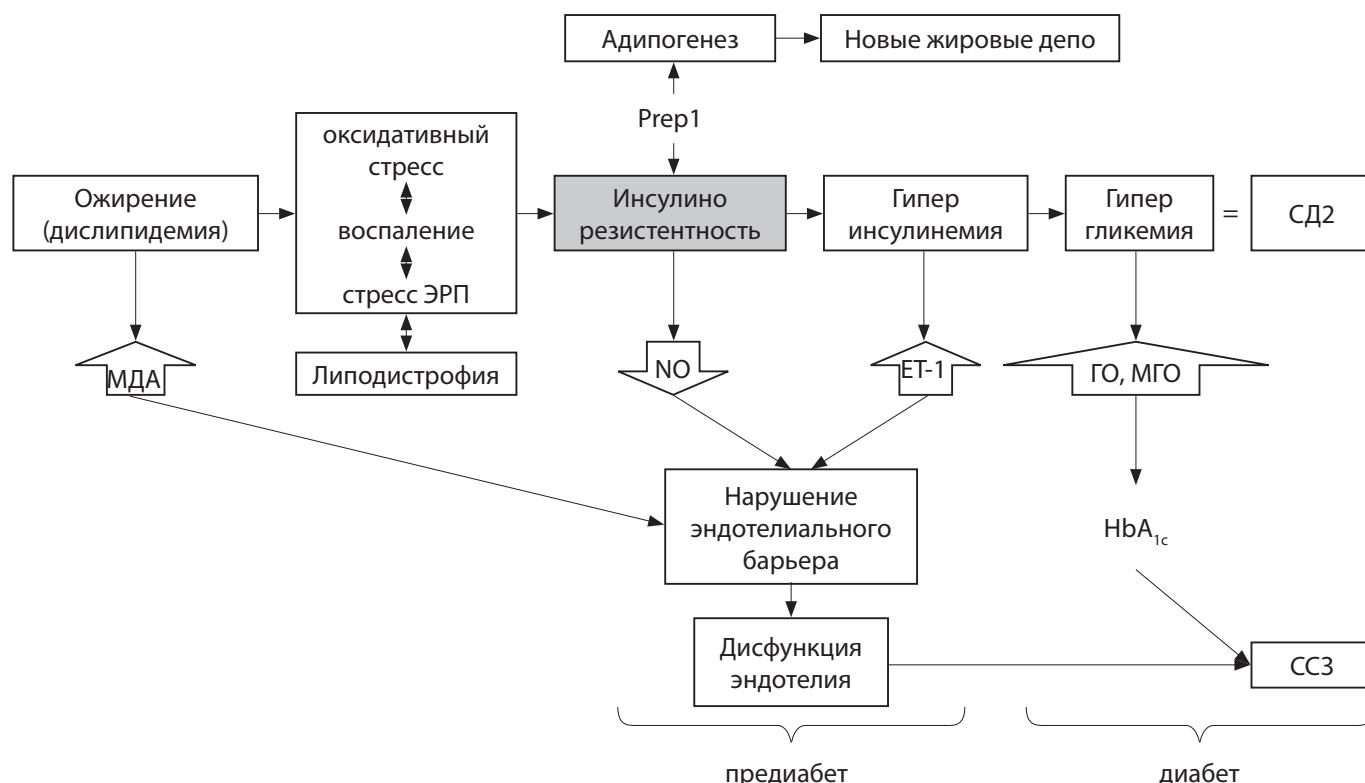 Адипогенез
Новые жировые депо
Prep1
оксидативный
стресс
воспаление
стресс ЭРП
Ожирение
(дислипидемия)
Инсулино
резистентность
Гипер
инсулинемия
Гипер
гликемия
=
СД2
МДА
Липодистрофия
NO
ET-1
ГО, МГО
Нарушение
эндотелиального
барьера
HbA1c
Дисфункция
эндотелия
ССЗ
предиабет
диабет